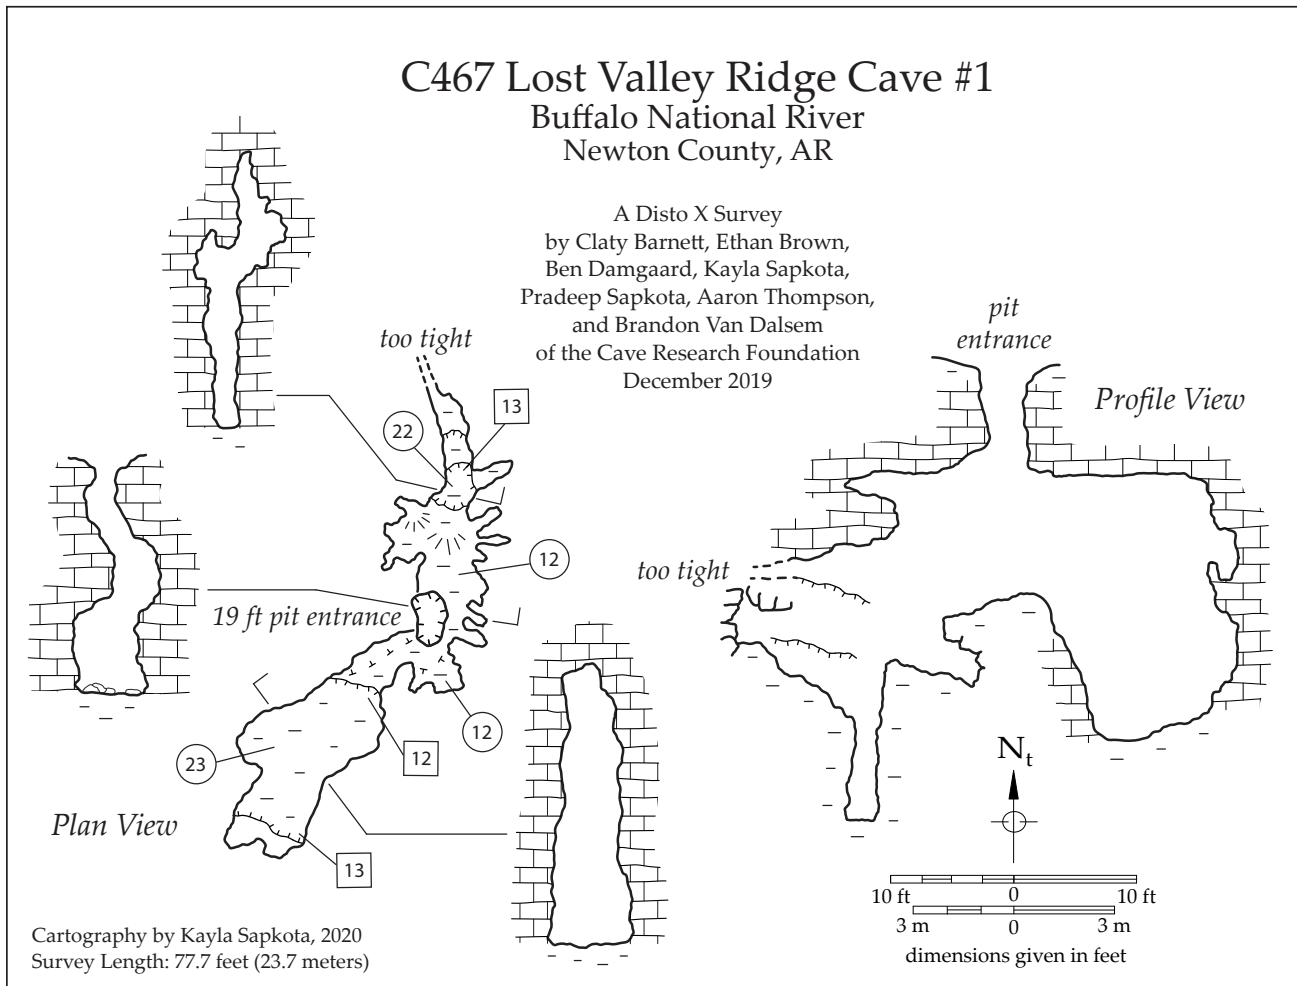 C467 Lost Valley Ridge Cave #1
Buffalo National River
Newton County, AR
A Disto X Survey
by Claty Barnett, Ethan Brown,
Ben Damgaard, Kayla Sapkota,
Pradeep Sapkota, Aaron Thompson,
and Brandon Van Dalsem
of the Cave Research Foundation
December 2019
too tight
13
22
12
19 ft pit entrance
12
12
23
13
Plan View
pit
entrance
Profile View
too tight
Nt
10 ft 0 10 ft
3 m 0 3 m
dimensions given in feet
Cartography by Kayla Sapkota, 2020
Survey Length: 77.7 feet (23.7 meters)